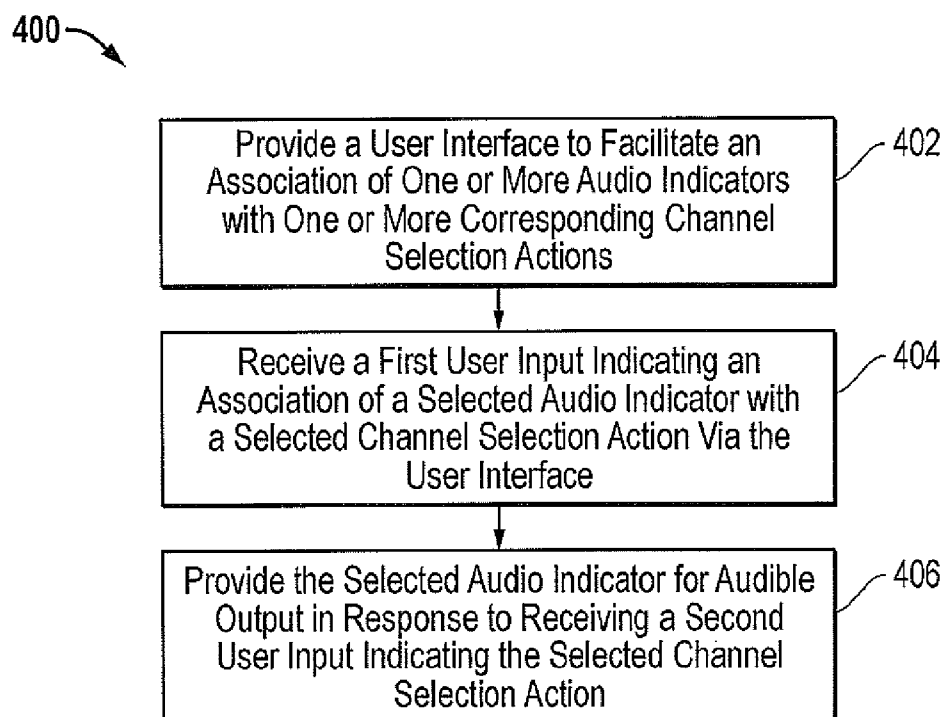 400
Provide a User Interface to Facilitate an
Association of One or More Audio Indicators
with One or More Corresponding Channel
Selection Actions
402
Receive a First User Input Indicating an
Association of a Selected Audio Indicator with
a Selected Channel Selection Action Via the
User Interface
404
Provide the Selected Audio Indicator for Audible
Output in Response to Receiving a Second
User Input Indicating the Selected Channel
Selection Action
406